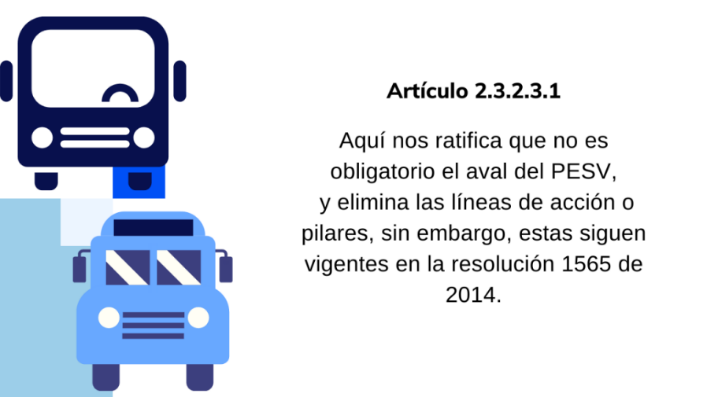 Artículo 2.3.2.3.1
Aquí nos ratifica que no es
obligatorio el aval del PESV,
y elimina las líneas de acción o
pilares, sin embargo, estas siguen
vigentes en la resolución 1565 de
2014.